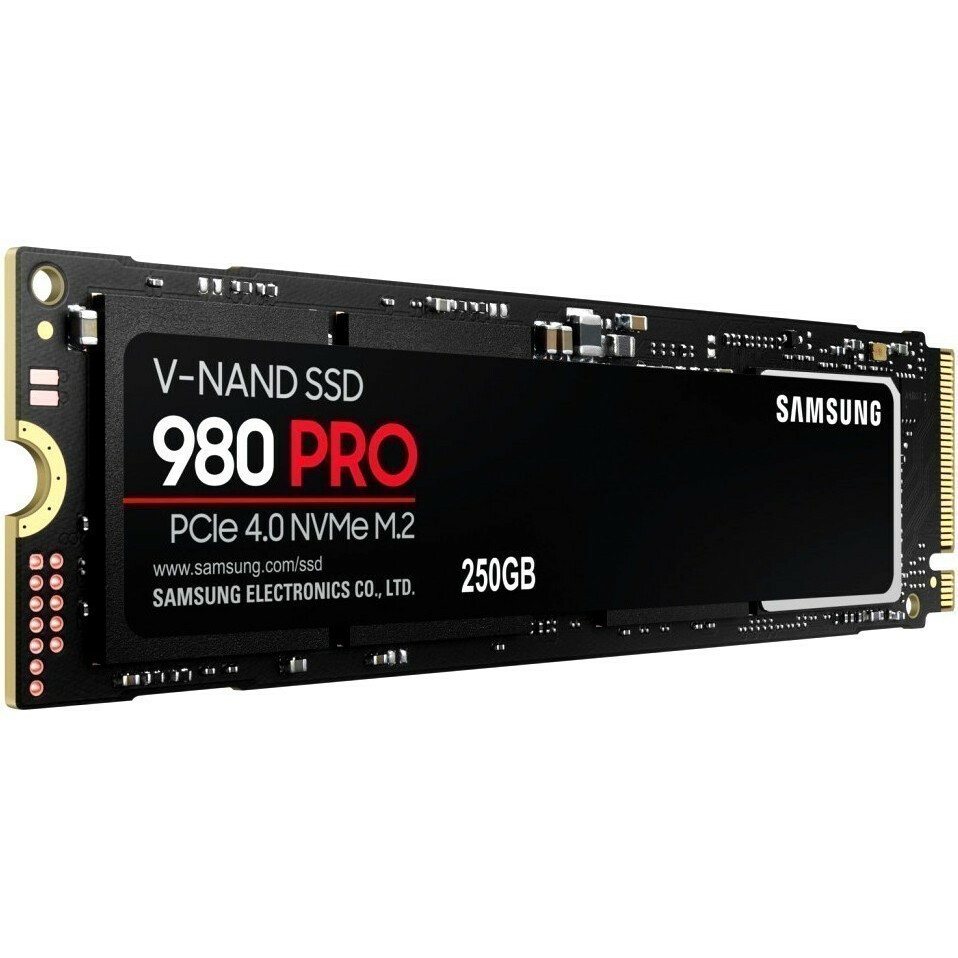 V-NAND SSD
980 PRO
PCIe 4.0 NVMe M.2
www.samsung.com/ssd
SAMSUNG ELECTRONICS CO., LTD.
250GB
SAMSUNG